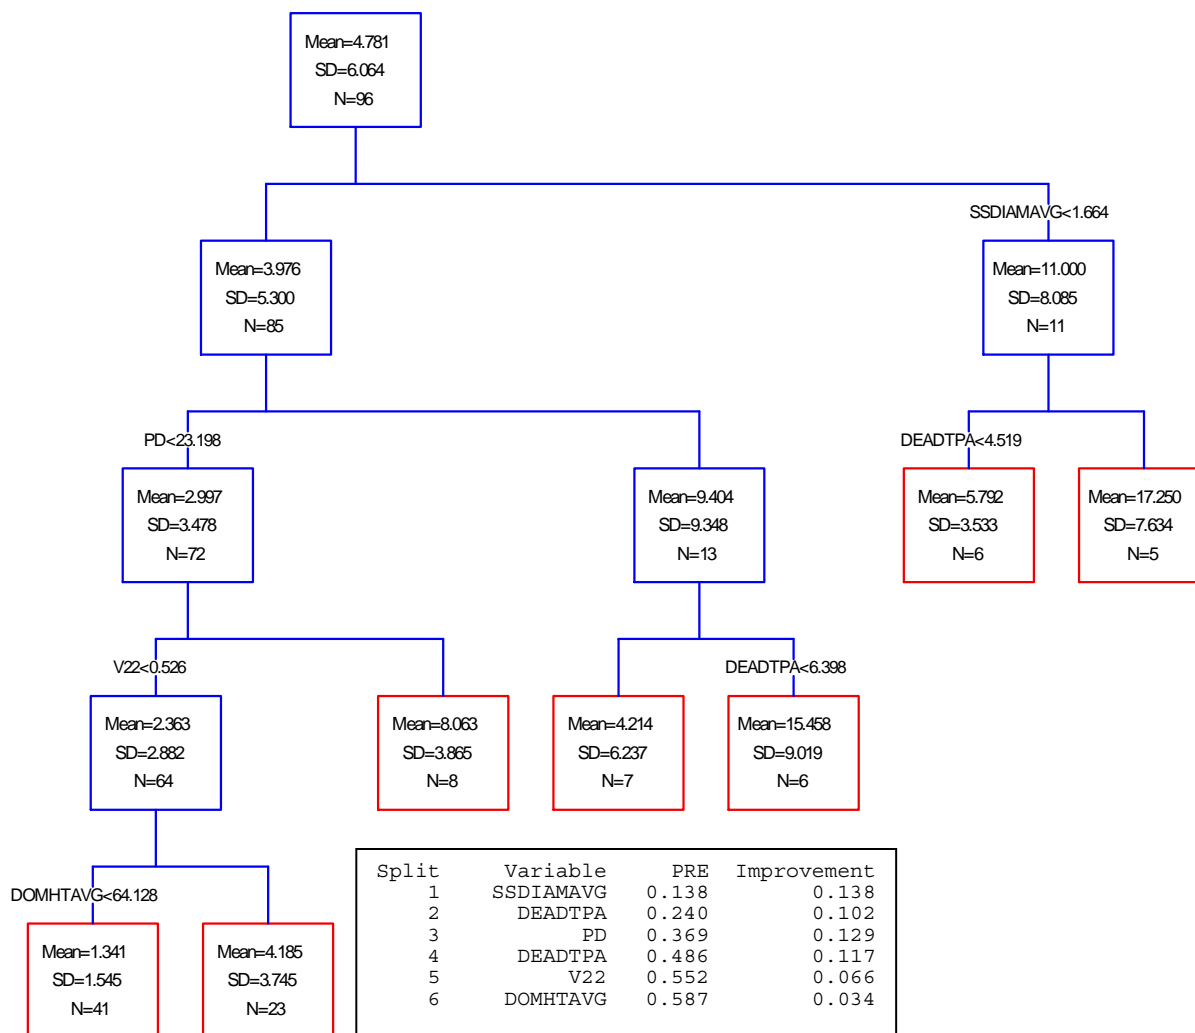 Mean=4.781
SD=6.064
N=96
SSDIAMAVG<1.664
Mean=3.976
SD=5.300
N=85
Mean=11.000
SD=8.085
N=11
PD<23.198
DEADTPA<4.519
Mean=2.997
SD=3.478
N=72
Mean=9.404
SD=9.348
N=13
Mean=5.792
SD=3.533
N=6
Mean=17.250
SD=7.634
N=5
V22<0.526
DEADTPA<6.398
Mean=2.363
SD=2.882
N=64
Mean=8.063
SD=3.865
N=8
Mean=4.214
SD=6.237
N=7
Mean=15.458
SD=9.019
N=6
DOMHTAVG<64.128
Mean=1.341
SD=1.545
N=41
Mean=4.185
SD=3.745
N=23
Split Variable PRE Improvement
1 SSDIAMAVG 0.138 0.138
2 DEADTPA 0.240 0.102
3 PD 0.369 0.129
4 DEADTPA 0.486 0.117
5 V22 0.552 0.066
6 DOMHTAVG 0.587 0.034